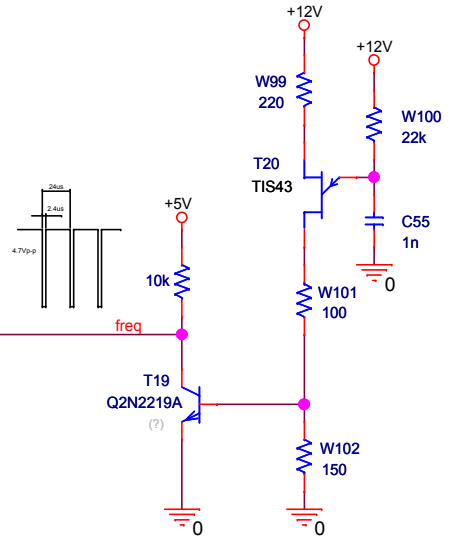 +12V
+12V
W99
220
W100
22k
T20
TIS43
24us
2.4us
4.7Vp-p
+5V
C55
1n
0
10k
W101
100
freq
T19
Q2N2219A
(?)
W102
150
0
0